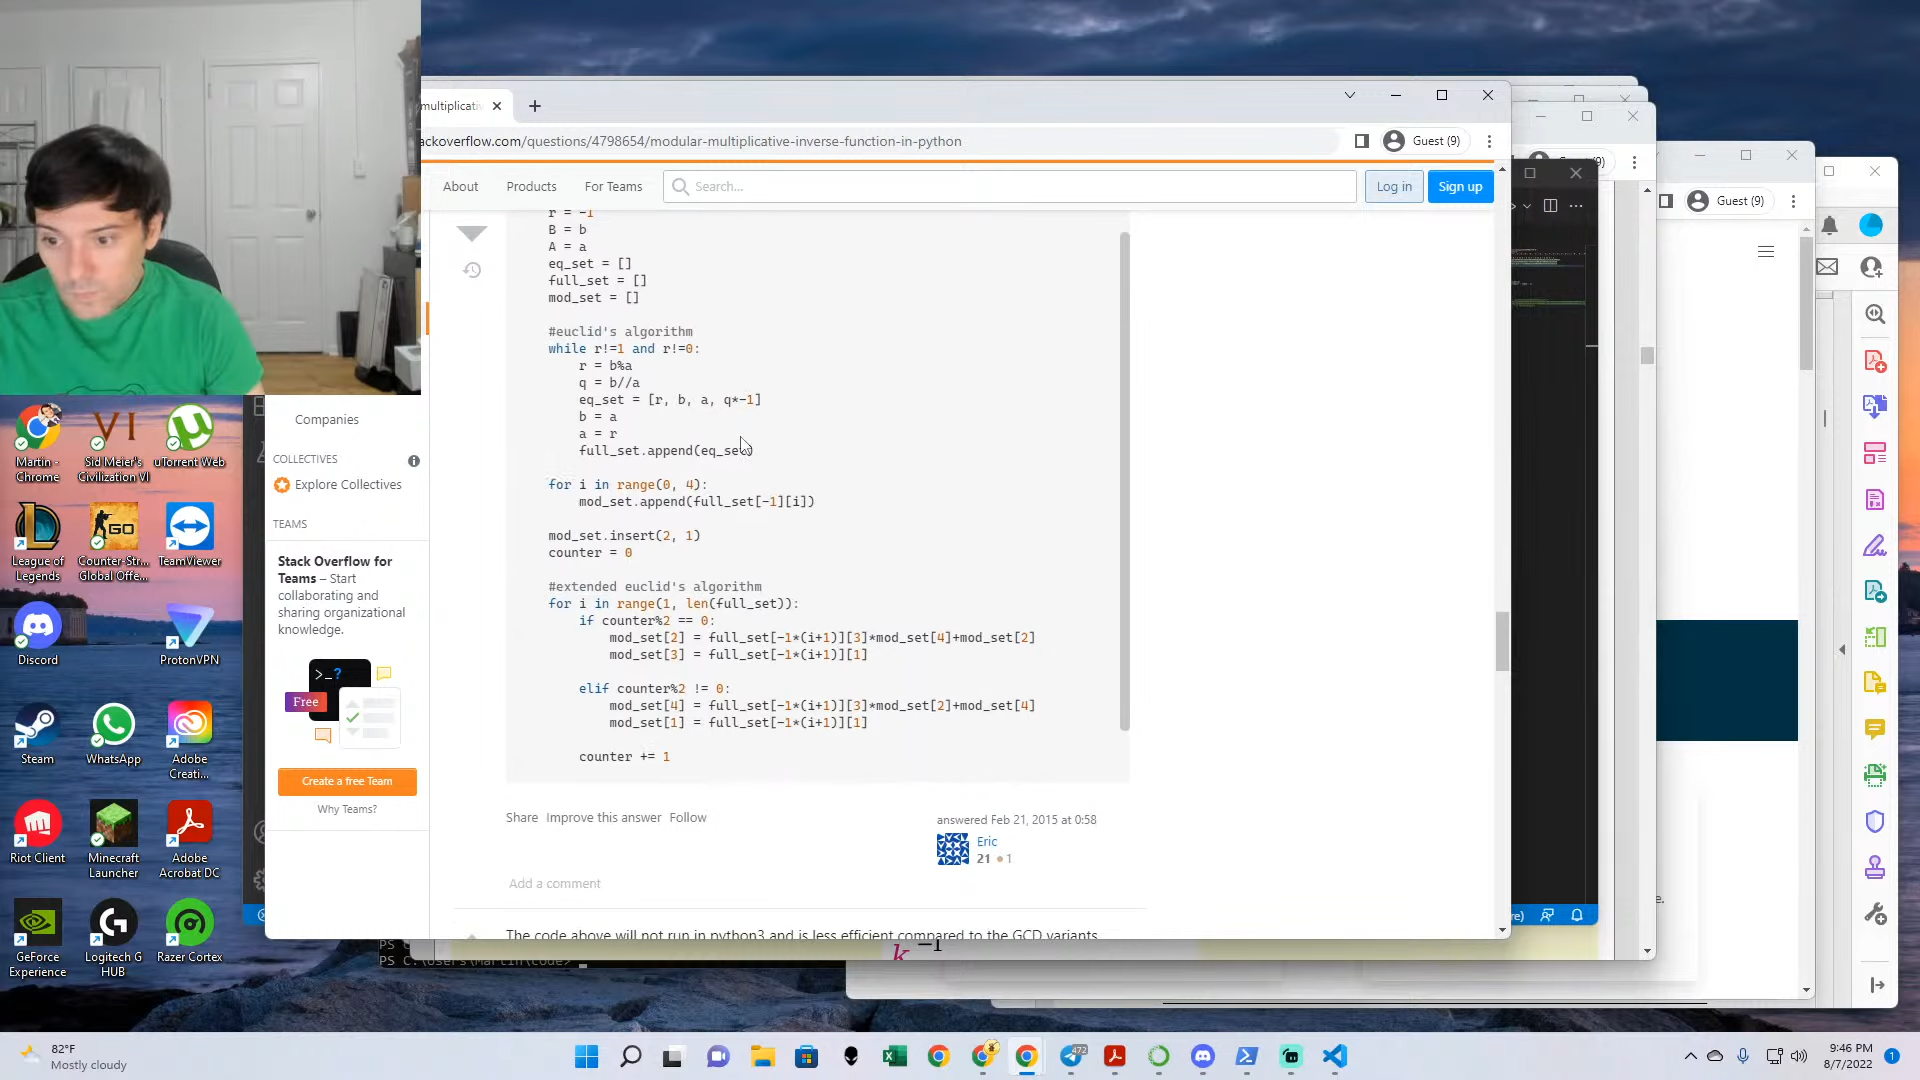 multiplicati
ackoverflow.com/questions/4798654/modular-multiplicative-inverse-function-in-python
Guest (9)
About
Products
For Teams
Search...
Log in
Sign up
Guest (9)
r = -1
B = b
A = a
eq_set = []
full_set = []
mod_set = []
#euclid's algorithm
while r!=1 and r!=0:
r = b%a
q = b//a
eq_set = [r, b, a, q*-1]
b = a
a = r
full_set.append(eq_set)
for i in range(0, 4):
mod_set.append(full_set[-1][i])
mod_set.insert(2, 1)
counter = 0
#extended euclid's algorithm
for i in range(1, len(full_set)):
if counter%2 == 0:
mod_set[2] = full_set[-1*(i+1)][3]*mod_set[4]+mod_set[2]
mod_set[3] = full_set[-1*(i+1)][1]
elif counter%2 != 0:
mod_set[4] = full_set[-1*(i+1)][3]*mod_set[2]+mod_set[4]
mod_set[1] = full_set[-1*(i+1)][1]
counter += 1
Share Improve this answer Follow
answered Feb 21, 2015 at 0:58
Eric
21 1
Add a comment
The code above will not run in python3 and is less efficient compared to the GCD variants
Companies
COLLECTIVES
Explore Collectives
TEAMS
Stack Overflow for
Teams – Start
collaborating and
sharing organizational
knowledge.
>_?
Free
Create a free Team
Why Teams?
Martin -
Chrome
Sid Meier's
Civilization VI
uTorrent Web
League of
Legends
Counter-Str...
Global Offe...
TeamViewer
Discord
ProtonVPN
Steam
WhatsApp
Adobe
Creati...
Riot Client
Minecraft
Launcher
Adobe
Acrobat DC
GeForce
Experience
Logitech G
HUB
Razer Cortex
PS C:\Users\Martin\code>
k⁻¹
e.
82°F
Mostly cloudy
472
9:46 PM
8/7/2022
1